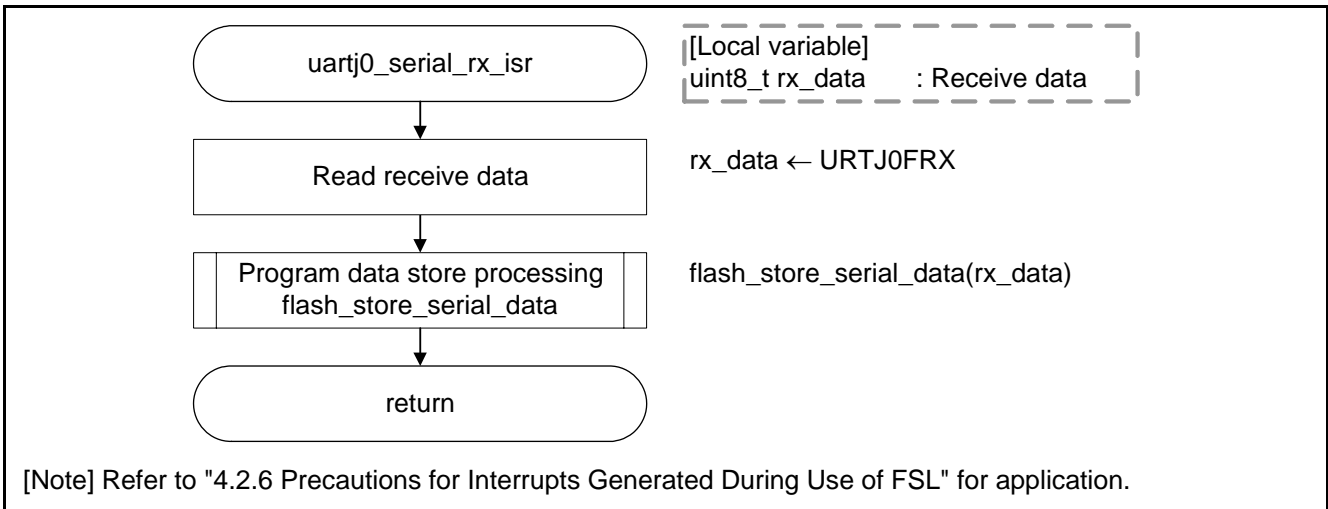 uartj0_serial_rx_isr
[Local variable]
uint8_t rx_data : Receive data
Read receive data
rx_data ← URTJ0FRX
Program data store processing
flash_store_serial_data
flash_store_serial_data(rx_data)
return
[Note] Refer to "4.2.6 Precautions for Interrupts Generated During Use of FSL" for application.